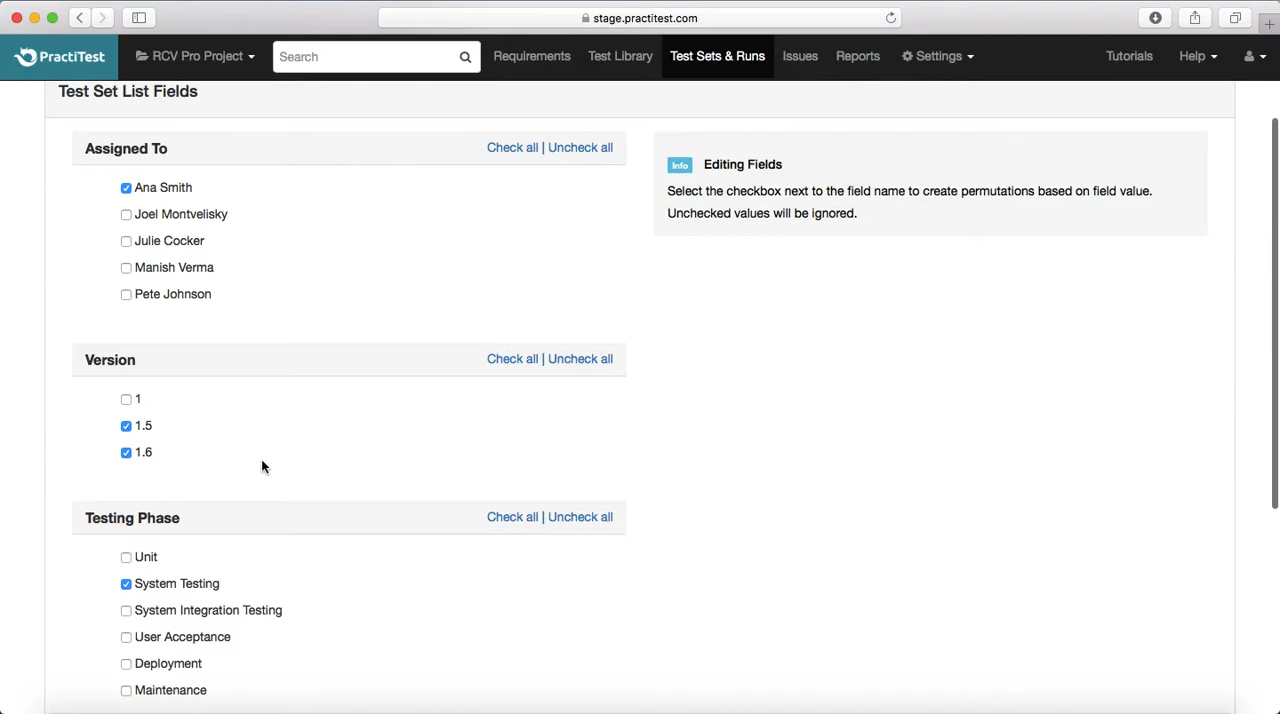 stage.practitest.com
PractiTest
RCV Pro Project
Search
Requirements
Test Library
Test Sets & Runs
Issues
Reports
Settings
Tutorials
Help
Test Set List Fields
Assigned To
Check all | Uncheck all
Ana Smith
Joel Montvelisky
Julie Cocker
Manish Verma
Pete Johnson
Info Editing Fields
Select the checkbox next to the field name to create permutations based on field value.
Unchecked values will be ignored.
Version
Check all | Uncheck all
1
1.5
1.6
Testing Phase
Check all | Uncheck all
Unit
System Testing
System Integration Testing
User Acceptance
Deployment
Maintenance